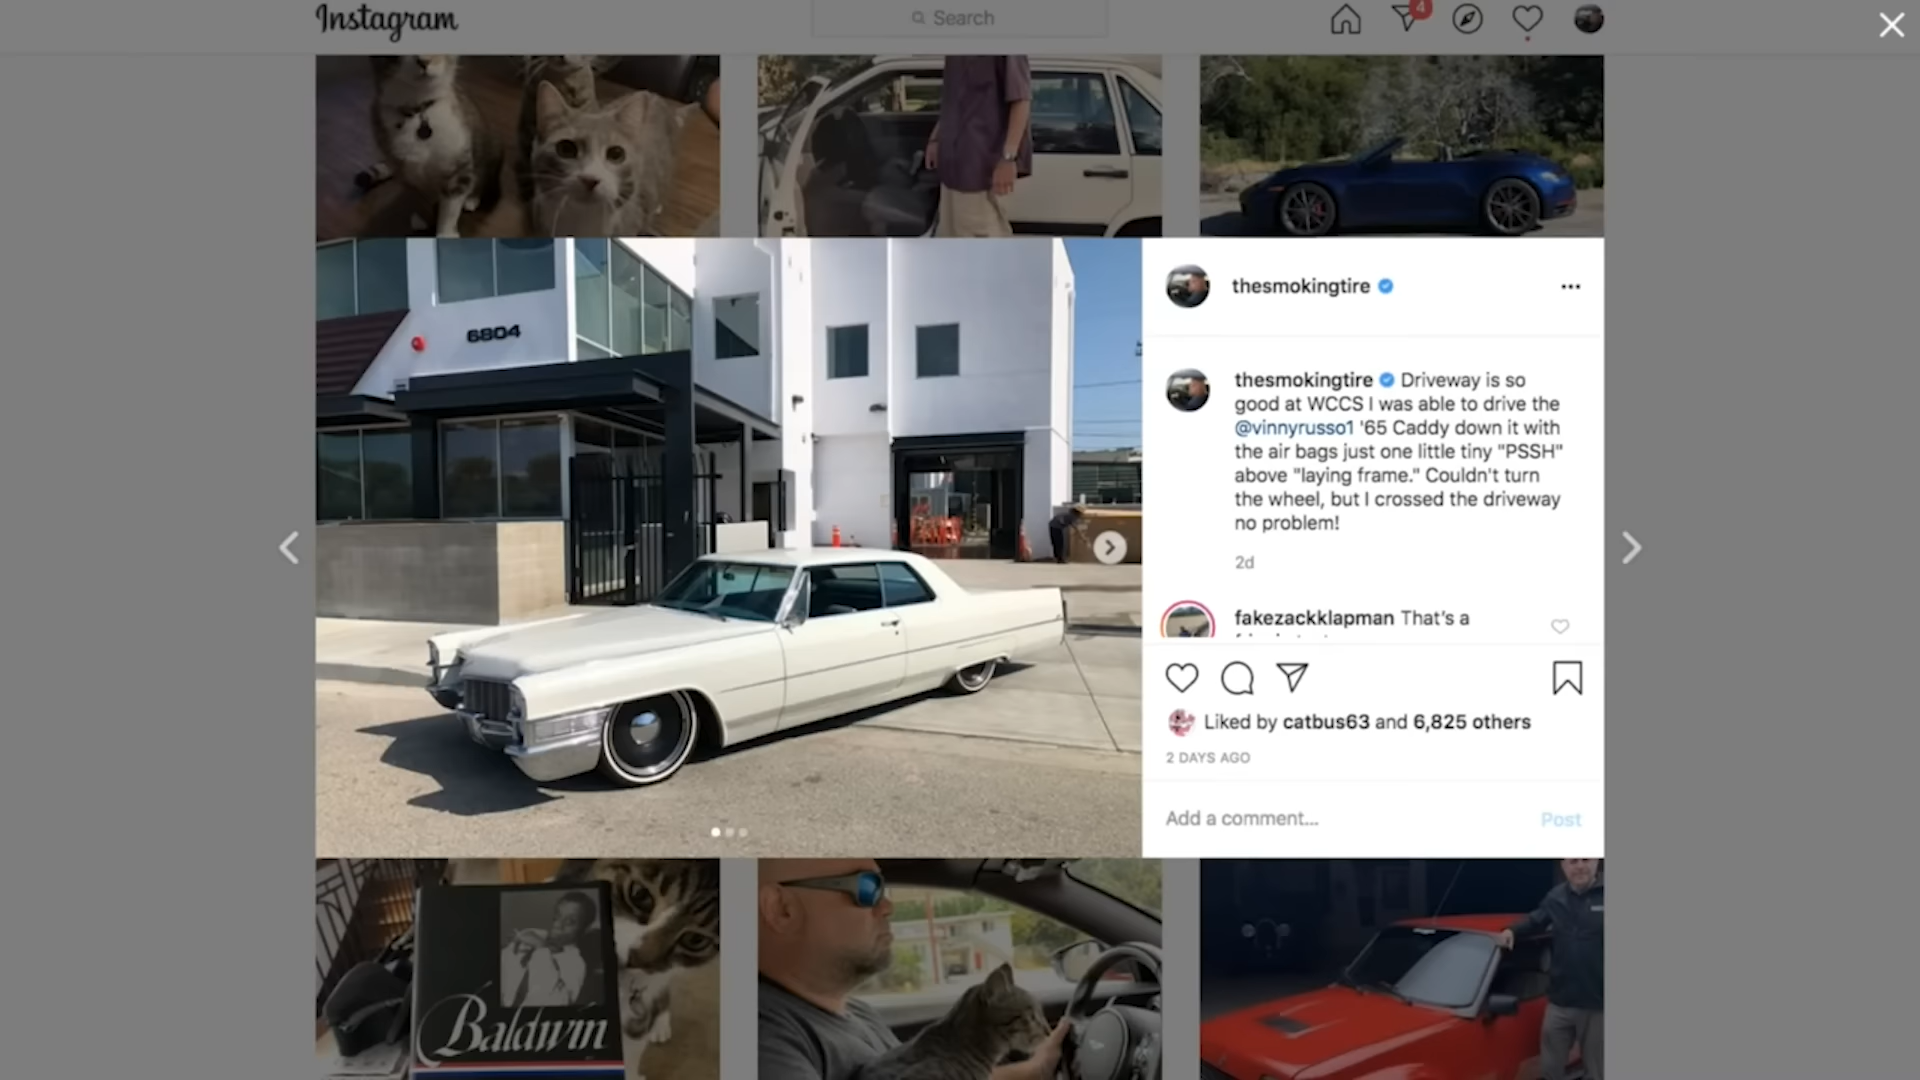 Instagram
Search
4
6804
thesmokingtire
thesmokingtire Driveway is so
good at WCCS I was able to drive the
@vinnyrusso1 '65 Caddy down it with
the air bags just one little tiny "PSSH"
above "laying frame." Couldn't turn
the wheel, but I crossed the driveway
no problem!
2d
fakezackklapman That's a
Liked by catbus63 and 6,825 others
2 DAYS AGO
Add a comment...
Post
Baldwin